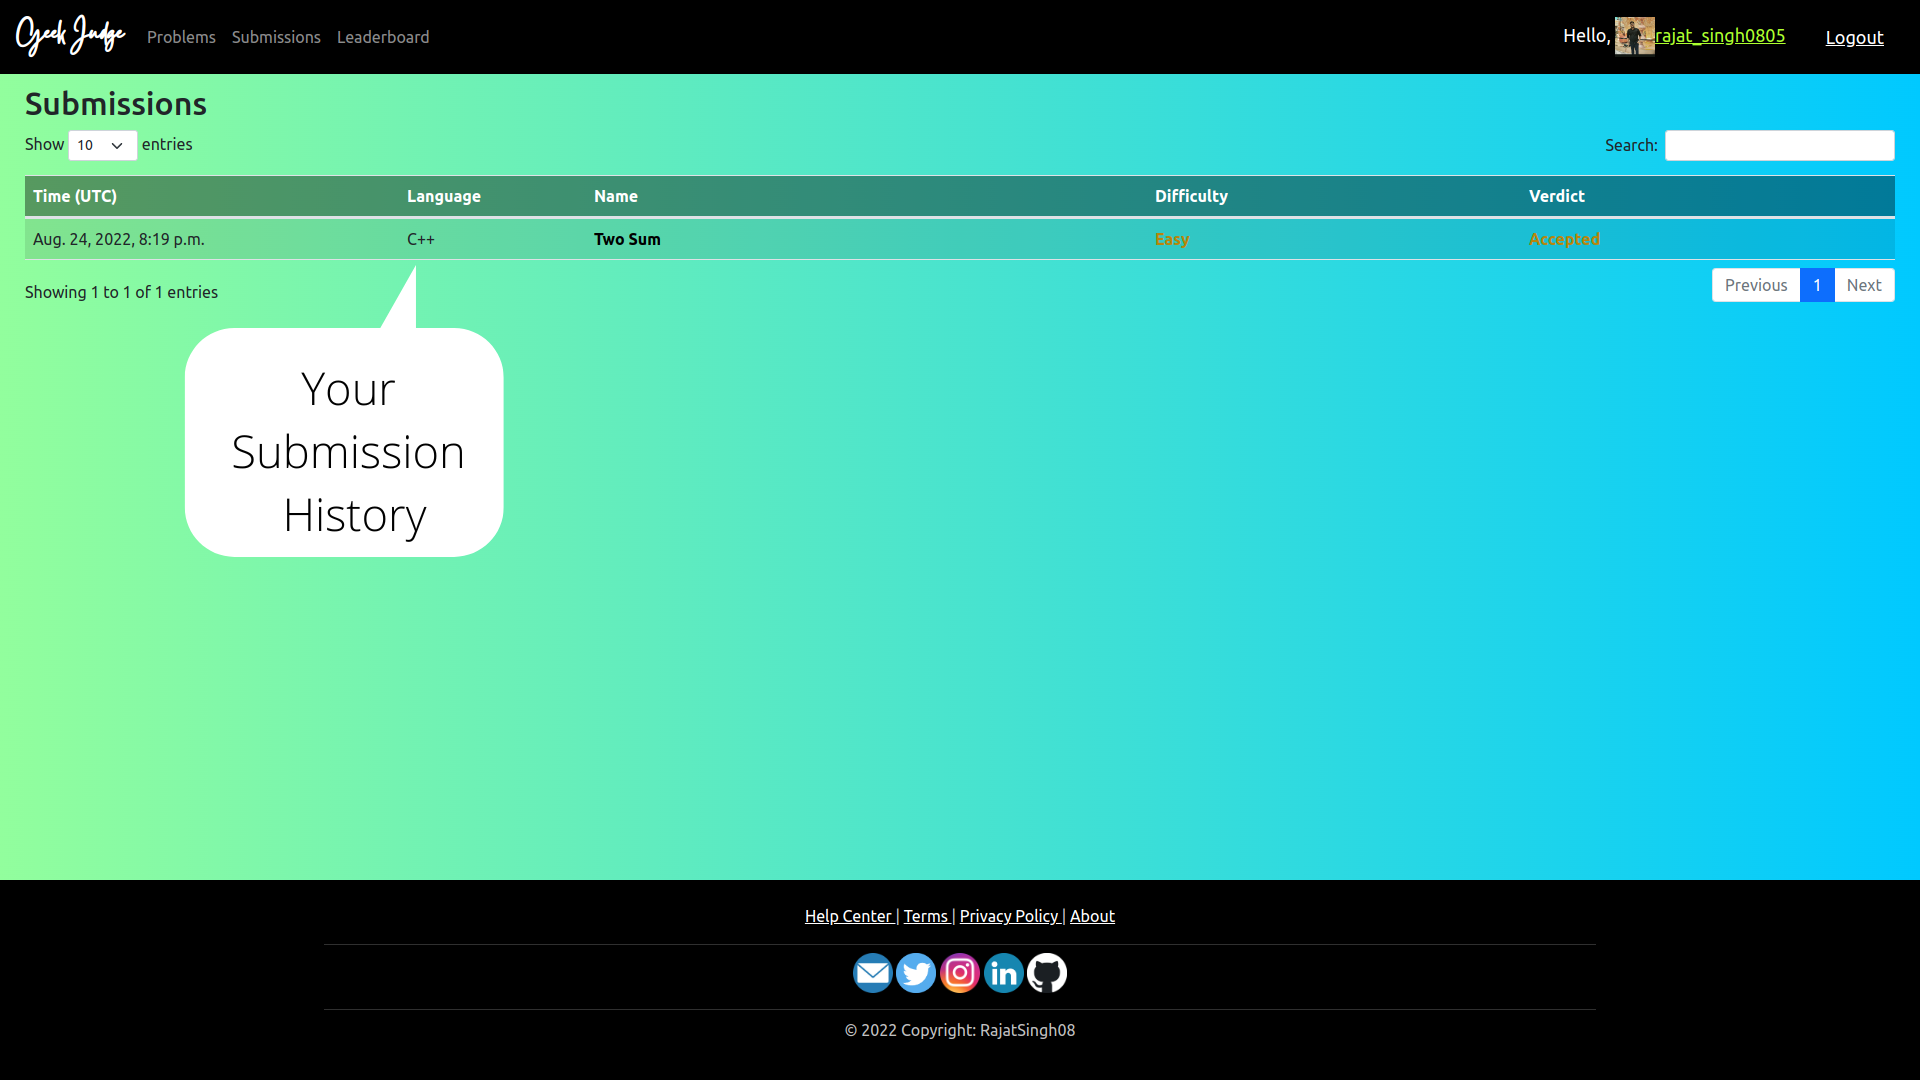 Geek Judge Problems Submissions Leaderboard Hello, rajat_singh0805 Logout
Submissions
Show 10 entries Search:
Time (UTC) Language Name Difficulty Verdict
Aug. 24, 2022, 8:19 p.m. C++ Two Sum Easy Accepted
Showing 1 to 1 of 1 entries Previous 1 Next
Your
Submission
History
Help Center | Terms | Privacy Policy | About
in
© 2022 Copyright: RajatSingh08